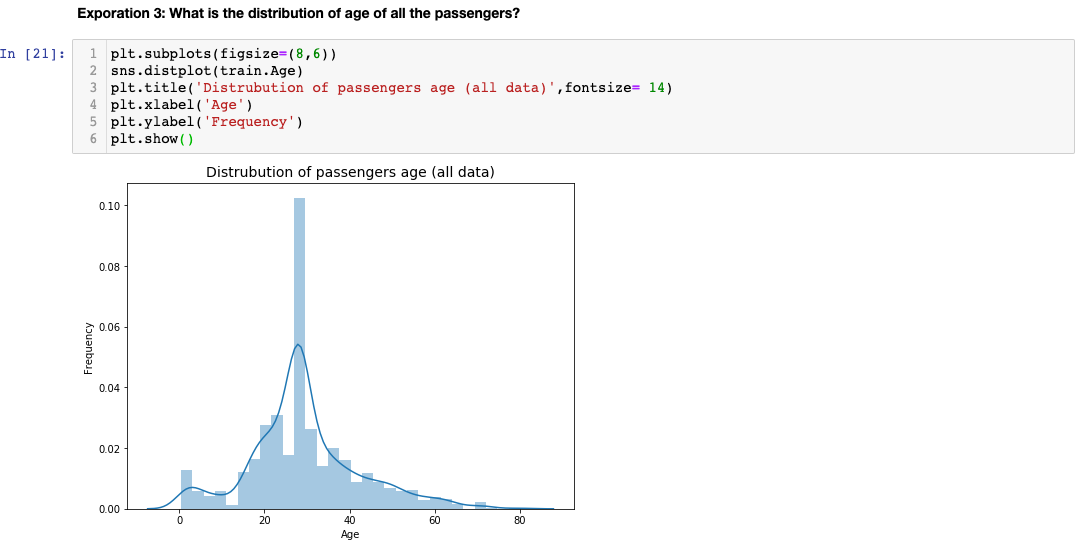 Exporation 3: What is the distribution of age of all the passengers?
In [21]:
1 plt.subplots(figsize=(8,6))
2 sns.distplot(train.Age)
3 plt.title('Distrubution of passengers age (all data)',fontsize= 14)
4 plt.xlabel('Age')
5 plt.ylabel('Frequency')
6 plt.show()
Distrubution of passengers age (all data)
0.10
0.08
0.06
0.04
0.02
0.00
Frequency
0 20 40 60 80
Age